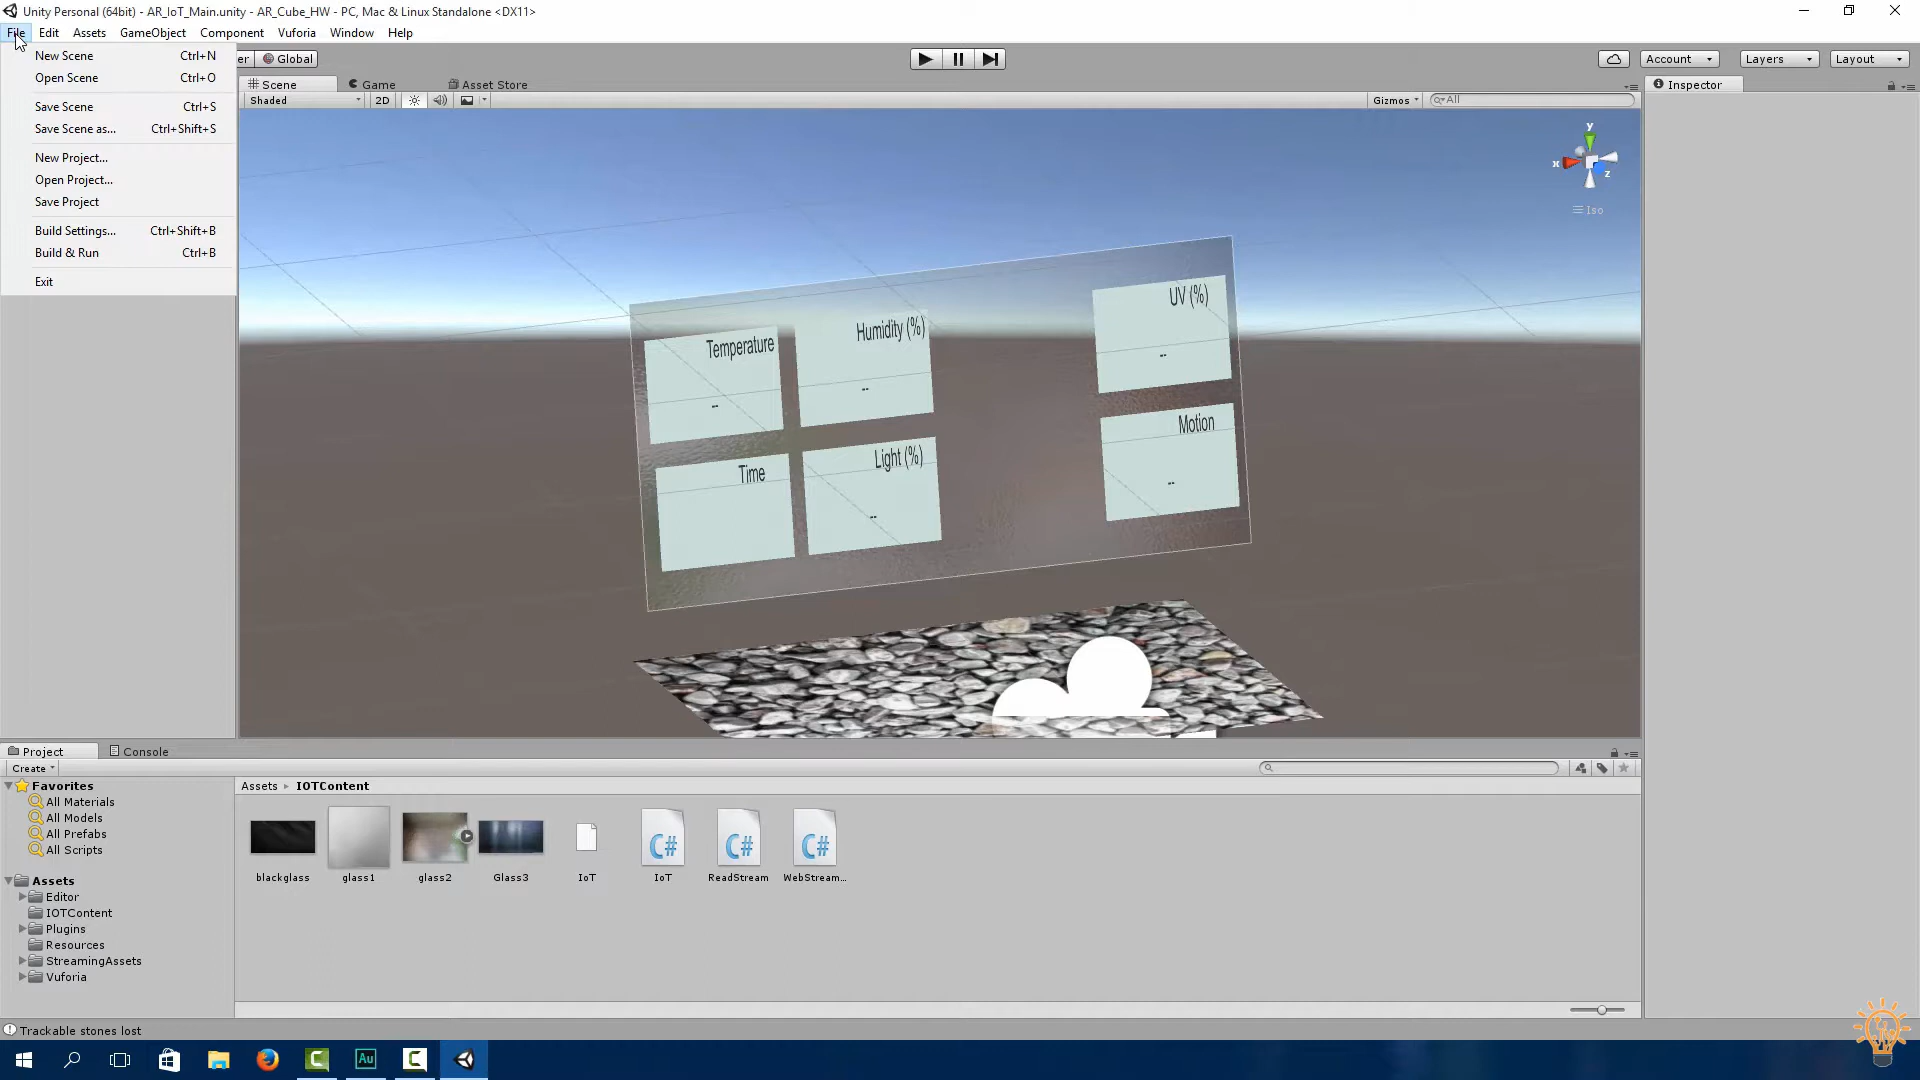 Unity Personal (64bit) - AR_IoT_Main.unity - AR_Cube_HW - PC, Mac & Linux Standalone <DX11>
File Edit Assets GameObject Component Vuforia Window Help
New Scene Ctrl+N
Open Scene Ctrl+O
Save Scene Ctrl+S
Save Scene as... Ctrl+Shift+S
New Project...
Open Project...
Save Project
Build Settings... Ctrl+Shift+B
Build & Run Ctrl+B
Exit
er Global
Account Layers Layout
Scene Game Asset Store
Inspector
Shaded 2D Gizmos All
y
x
z
Iso
UV (%)
--
Humidity (%)
--
Temperature
--
Motion
--
Light (%)
--
Time
Project Console
Create
Favorites
All Materials
All Models
All Prefabs
All Scripts
Assets
Editor
IOTContent
Plugins
Resources
StreamingAssets
Vuforia
Assets IOTContent
C# C# C#
blackglass glass1 glass2 Glass3 IoT IoT ReadStream WebStream...
Trackable stones lost
C Au C